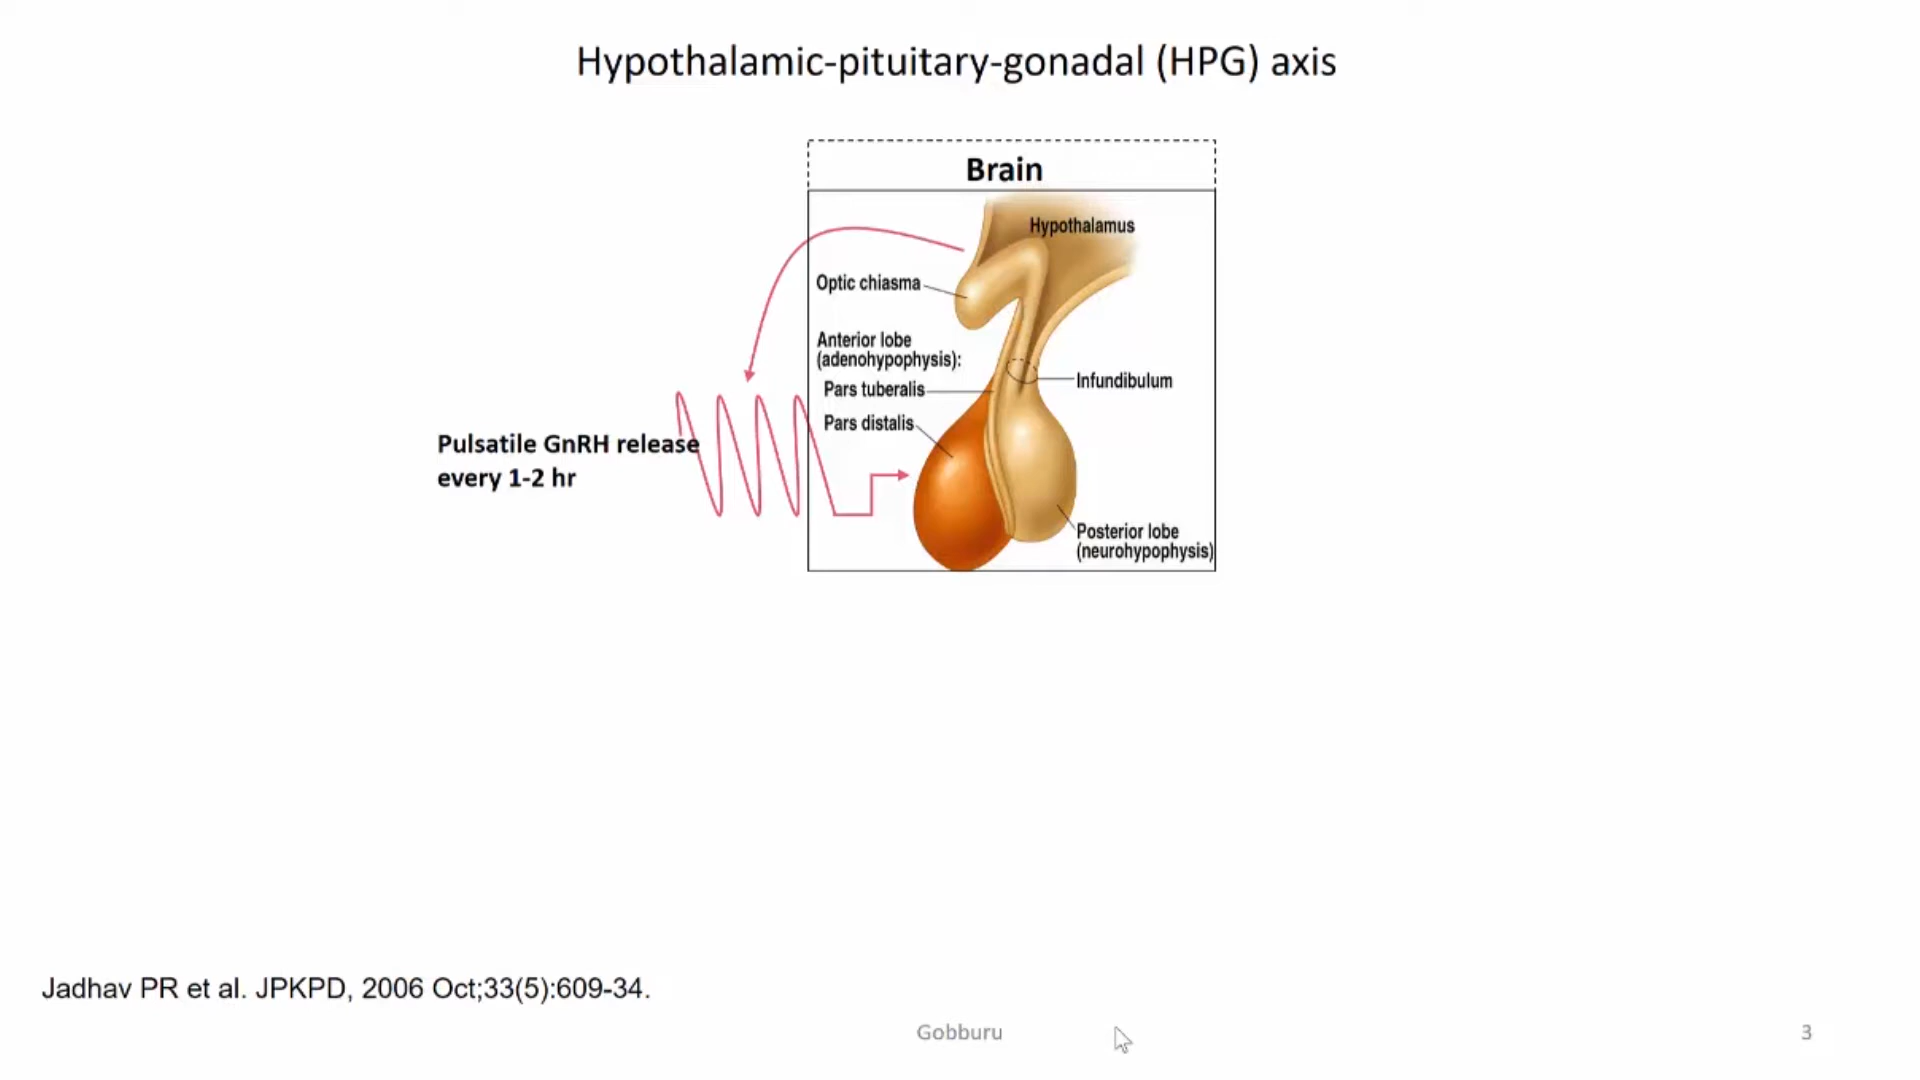 Hypothalamic-pituitary-gonadal (HPG) axis
Brain
Hypothalamus
Optic chiasma
Anterior lobe
(adenohypophysis):
Pars tuberalis
Infundibulum
Pars distalis
Pulsatile GnRH release
every 1-2 hr
Posterior lobe
(neurohypophysis)
Jadhav PR et al. JPKPD, 2006 Oct;33(5):609-34.
Gobburu
3